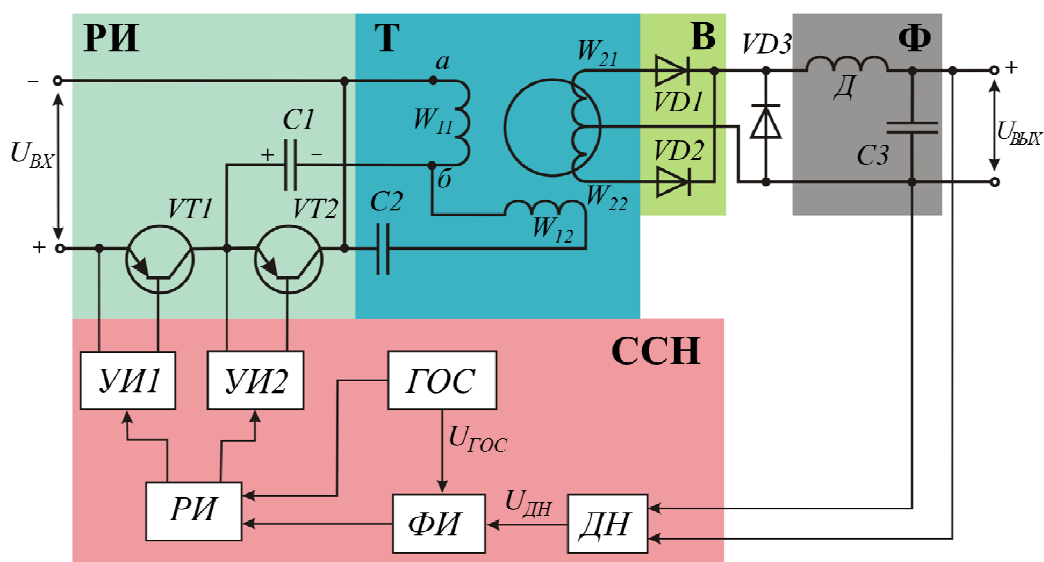 РИ
Т
В
Ф
−
a
W11
C1
+ −
UВХ
б
VT1
VT2
C2
W12
+
W21
VD1
VD2
W22
VD3
Д
C3
+
UВЫХ
ССН
УИ1
УИ2
ГОС
UГОС
РИ
ФИ
UДН
ДН